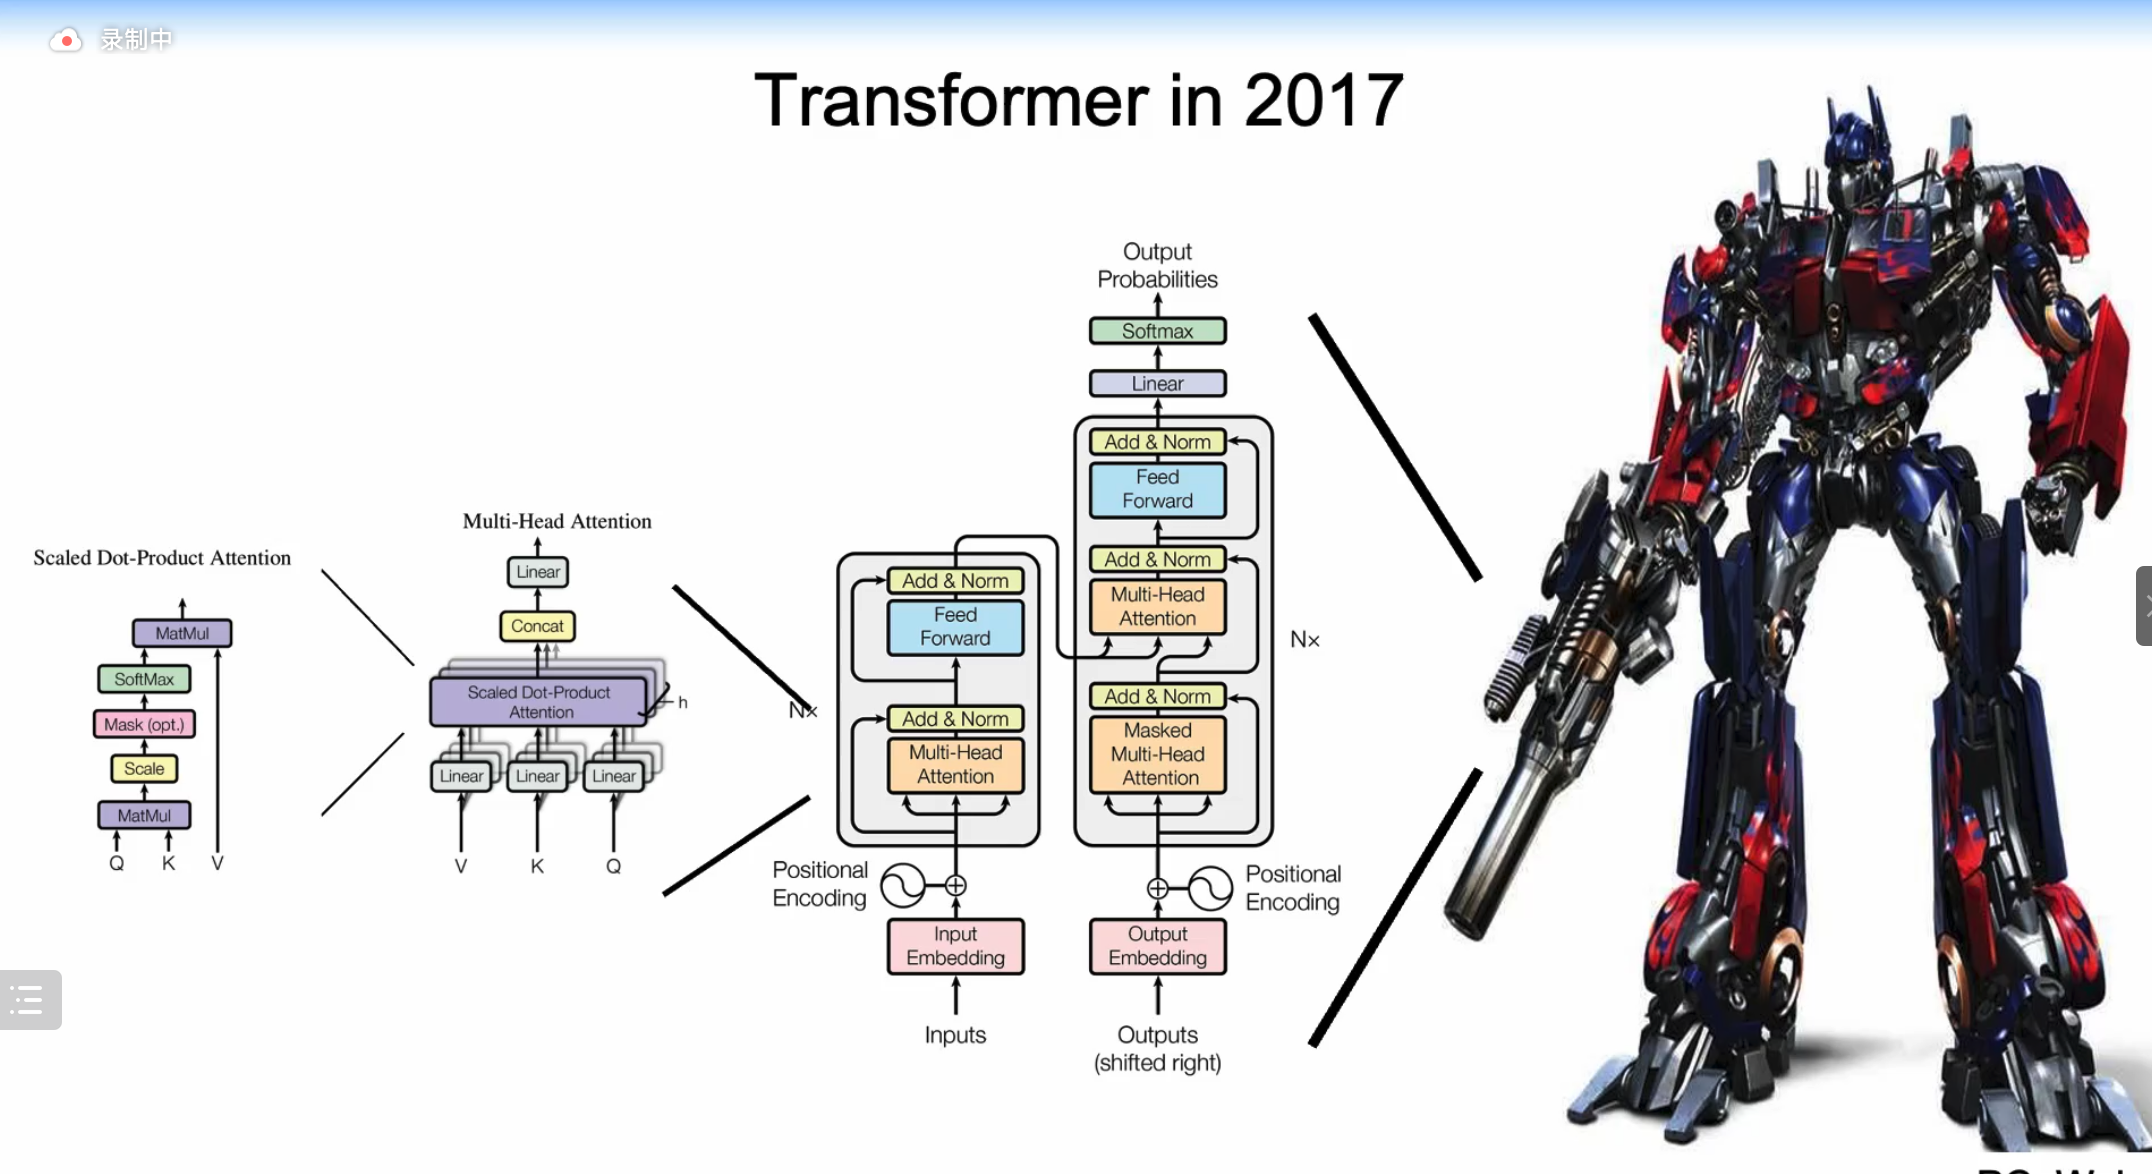 录制中
Transformer in 2017
Scaled Dot-Product Attention
MatMul
SoftMax
Mask (opt.)
Scale
MatMul
Q K V
Multi-Head Attention
Linear
Concat
Scaled Dot-Product
Attention
h
Linear Linear Linear
V K Q
Output
Probabilities
Softmax
Linear
Add & Norm
Feed
Forward
Add & Norm
Multi-Head
Attention
Add & Norm
Masked
Multi-Head
Attention
Nx
Add & Norm
Feed
Forward
Add & Norm
Multi-Head
Attention
Nx
Positional
Encoding
Positional
Encoding
Input
Embedding
Output
Embedding
Inputs
Outputs
(shifted right)